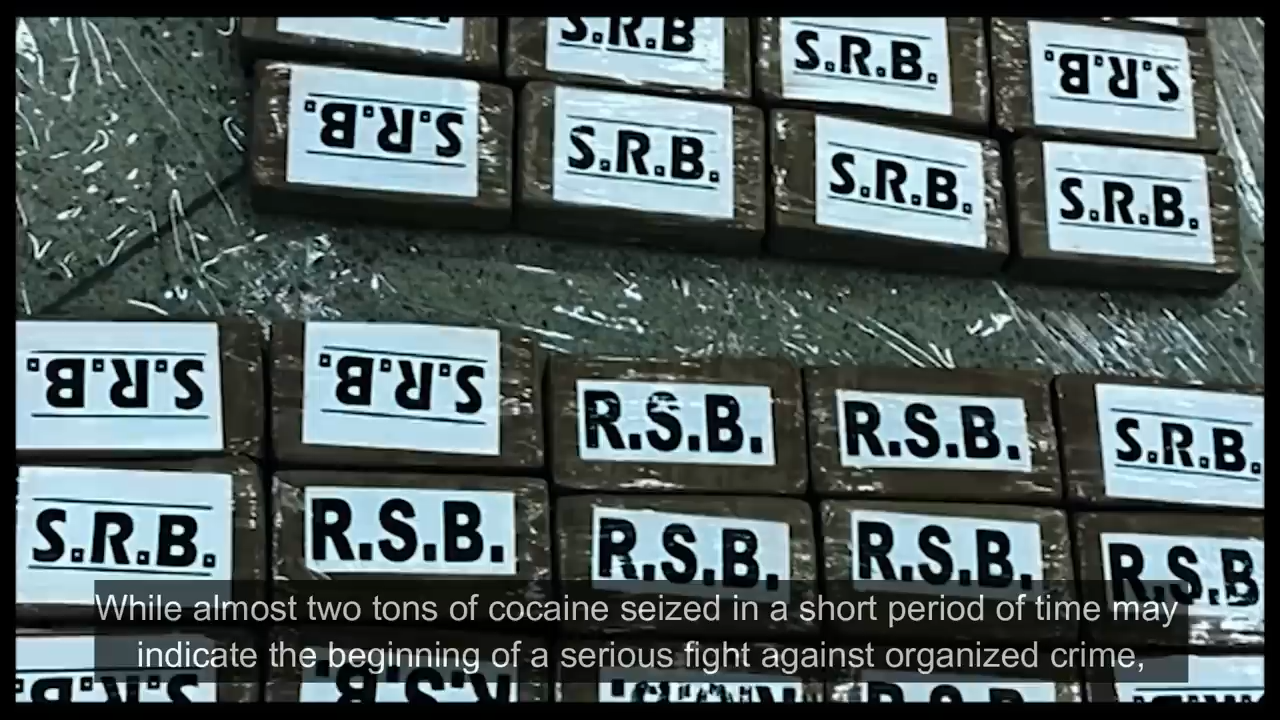 S.R.B
S.R.B.
S.R.B.
S.R.B.
S.R.B.
S.R.B.
S.R.B.
S.R.B.
S.R.B.
R.S.B.
R.S.B.
S.R.B.
S.R.B.
R.S.B.
R.S.B.
R.S.B.
R.S.B
While almost two tons of cocaine seized in a short period of time may
indicate the beginning of a serious fight against organized crime,
S.R.B.
R.S.B.
R.S.B.